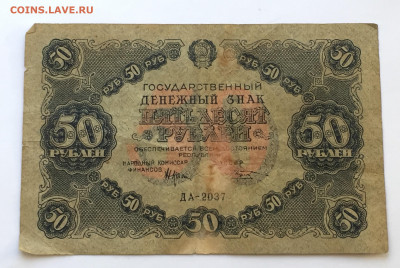 COINS.LAVE.RU
РУБ 50 РУБ 50 РУБ 50 РУБ
50 50
ГОСУДАРСТВЕННЫЙ
ДЕНЕЖНЫЙ ЗНАК
50 ПЯТЬДЕСЯТ 50
РУБЛЕЙ РУБЛЕЙ РУБЛЕЙ
ОБЕСПЕЧИВАЕТСЯ ВСЕМ ДОСТОЯНИЕМ
РЕСПУБЛИКИ
НАРОДНЫЙ КОМИССАР
ФИНАНСОВ
ДА-2037
50 50
РУБ 50 РУБ 50 РУБ 50 РУБ